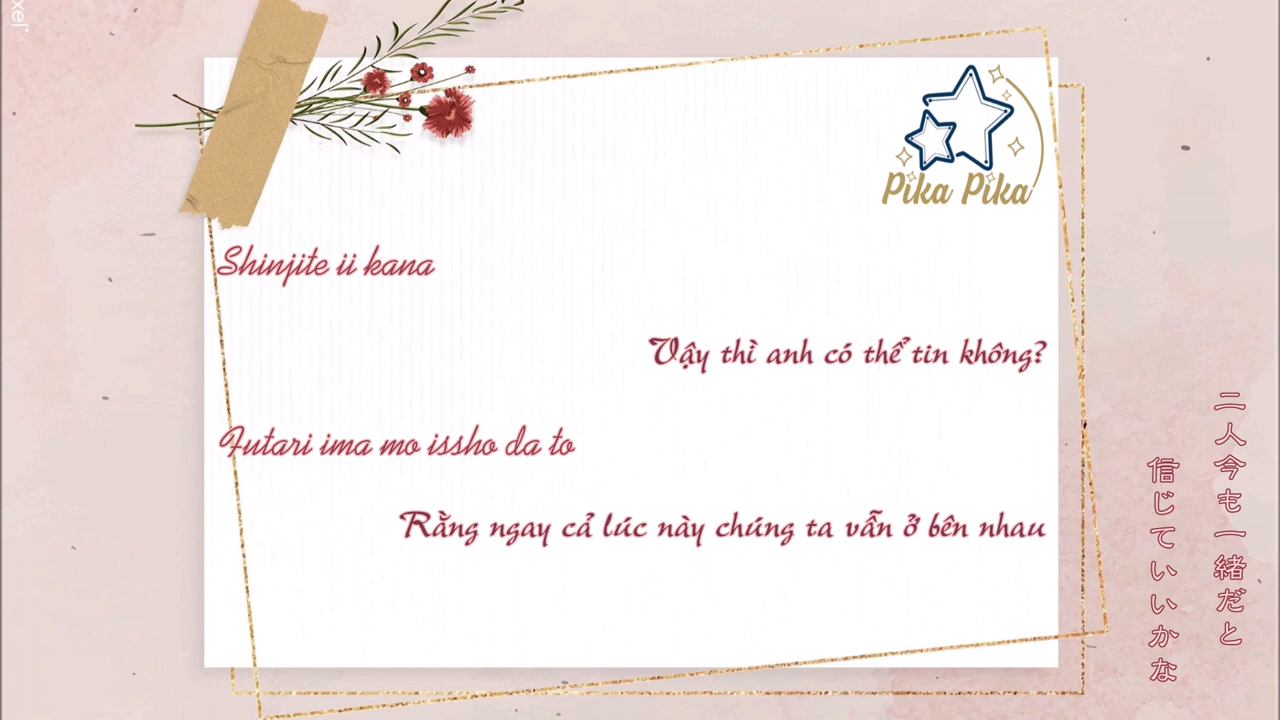 xel
Pika Pika
Shinjite ii kana
Vậy thì anh có thể tin không?
Futari ima mo issho da to
Rằng ngay cả lúc này chúng ta vẫn ở bên nhau
二人今も一緒だと
信じていいかな